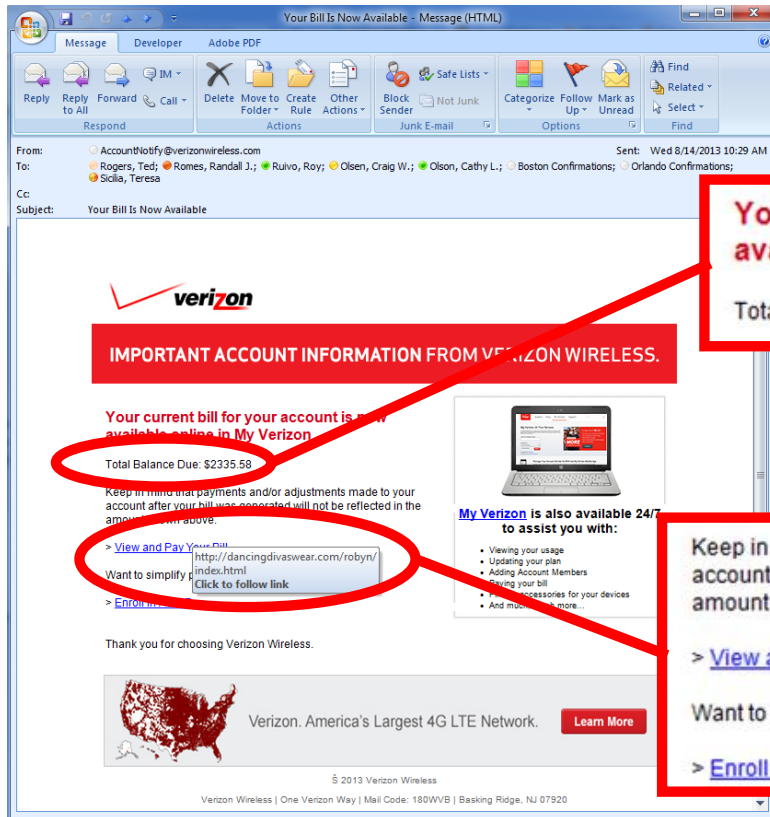 Your Bill Is Now Available - Message (HTML)
Message Developer Adobe PDF
Reply Reply to All Forward IM Call
Respond
Delete Move to Folder Create Rule Other Actions
Actions
Block Sender Safe Lists Not Junk
Junk E-mail
Categorize Follow Up Mark as Unread
Options
Find Related Select
Find
From: AccountNotify@verizonwireless.com Sent: Wed 8/14/2013 10:29 AM
To: Rogers, Ted; Romes, Randall J.; Ruivo, Roy; Olsen, Craig W.; Olson, Cathy L.; Boston Confirmations; Orlando Confirmations;
Sicilia, Teresa
Cc:
Subject: Your Bill Is Now Available
verizon
IMPORTANT ACCOUNT INFORMATION FROM VERIZON WIRELESS.
Your current bill for your account is now
available online in My Verizon
Total Balance Due: $2335.58
Keep in mind that payments and/or adjustments made to your
account after your bill was generated will not be reflected in the
amount shown above.
> View and Pay Your Bill
http://dancingdivaswear.com/robyn/
index.html
Click to follow link
Want to simplify
> Enroll in
Thank you for choosing Verizon Wireless.
My Verizon is also available 24/7
to assist you with:
• Viewing your usage
• Updating your plan
• Adding Account Members
• Paying your bill
• accessories for your devices
• And much, much more...
Verizon. America's Largest 4G LTE Network. Learn More
Š 2013 Verizon Wireless
Verizon Wireless | One Verizon Way | Mail Code: 180WVB | Basking Ridge, NJ 07920
Yo
ava
Tota
Keep in
account
amount
> View a
Want to
> Enroll